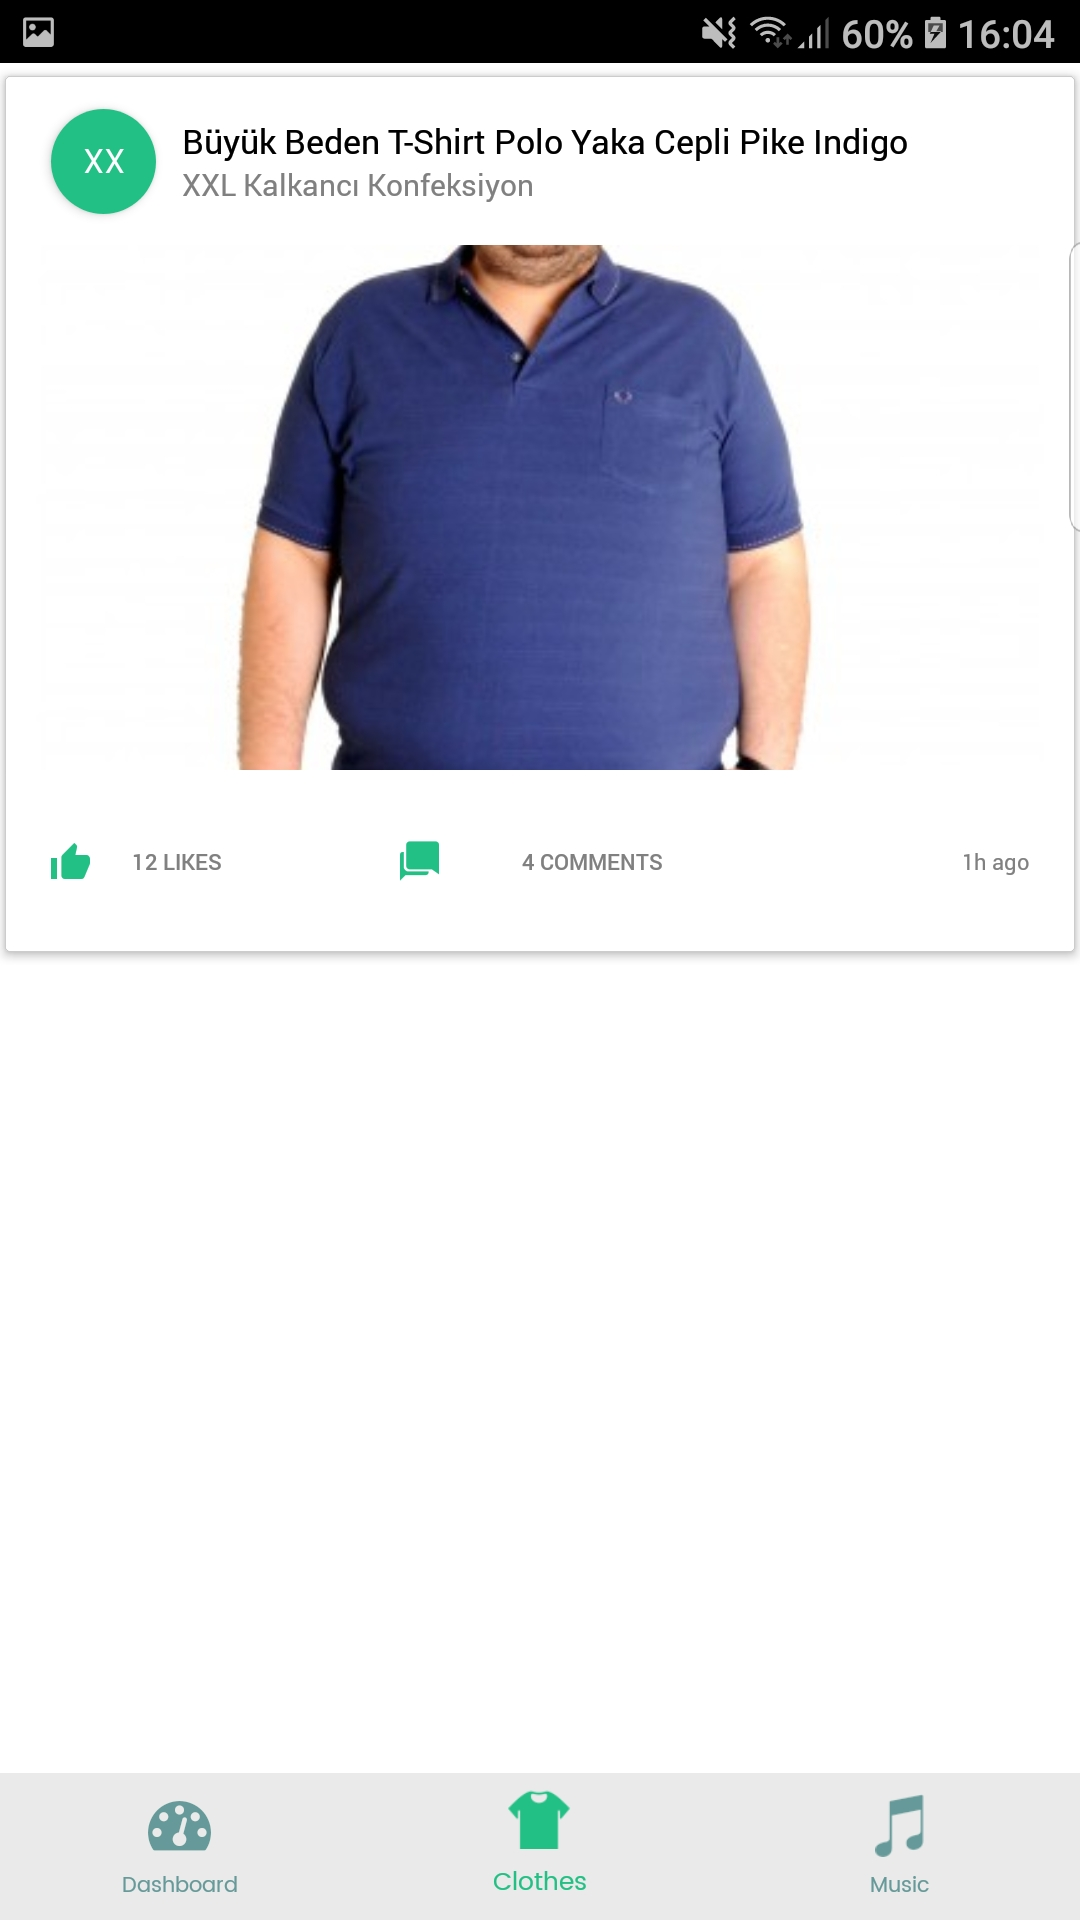 60% 16:04
XX
Büyük Beden T-Shirt Polo Yaka Cepli Pike Indigo
XXL Kalkancı Konfeksiyon
12 LIKES 4 COMMENTS 1h ago
Dashboard Clothes Music